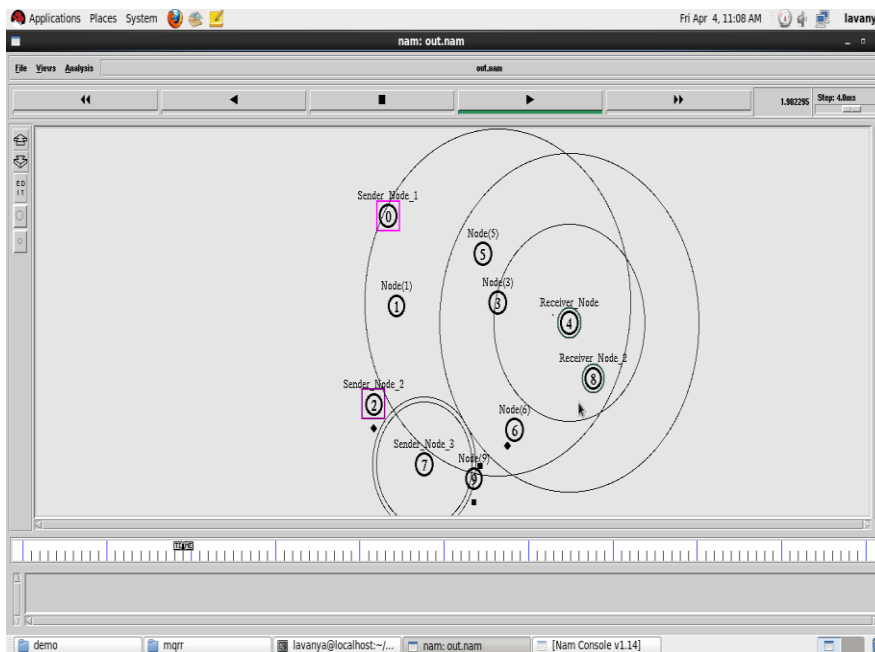 Applications Places System Fri Apr 4, 11:08 AM lavany
nam: out.nam
File Views Analysis out.nam
1.902295 Step: 4.0ms
ED
IT
Sender_Node_1
0
Node(5)
5
Node(1)
1
Node(3)
3
Receiver_Node
4
Receiver_Node_2
8
Sender_Node_2
2
Node(6)
6
Sender_Node_3
7
Node(9)
9
TIME
demo mqrr lavanya@localhost:~/... nam: out.nam [Nam Console v1.14]